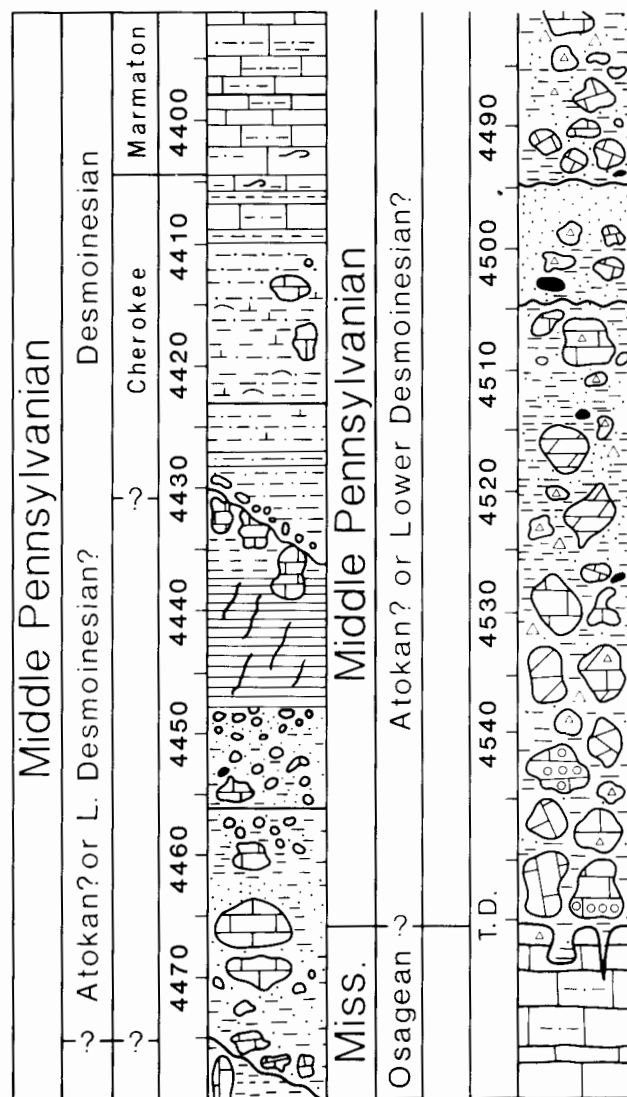 Middle Pennsylvanian
Atokan? or L. Desmoinesian?
Desmoinesian
-?-
Cherokee
Marmaton
-?-
-?-
4400
4410
4420
4430
4440
4450
4460
4470
Miss.
Middle Pennsylvanian
Osagean
?
Atokan? or Lower Desmoinesian?
4490
4500
4510
4520
4530
4540
T.D.